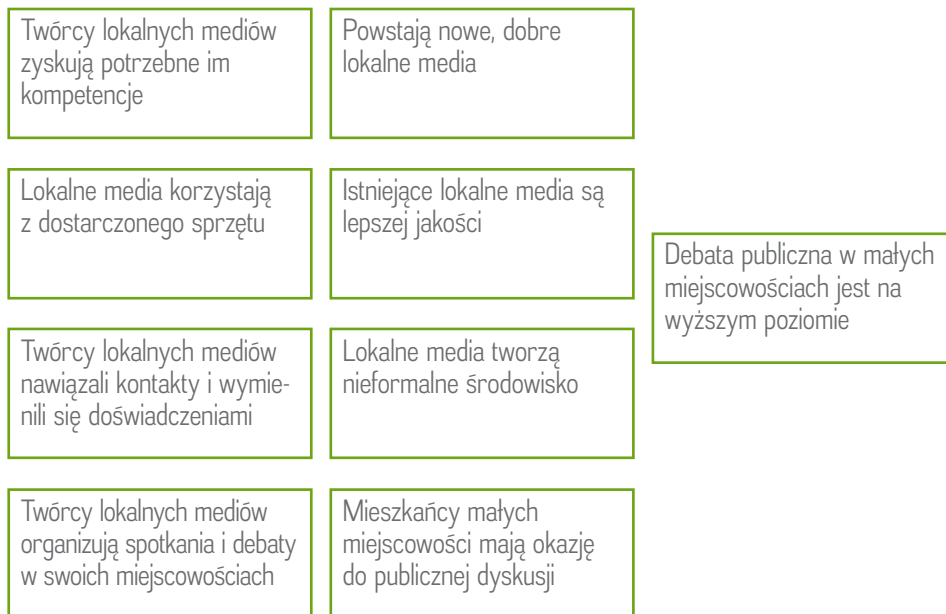 Twórcy lokalnych mediów
zyskują potrzebne im
kompetencje
Powstają nowe, dobre
lokalne media
Lokalne media korzystają
z dostarczonego sprzętu
Istniejące lokalne media są
lepszej jakości
Debata publiczna w małych
miejscowościach jest na
wyższym poziomie
Twórcy lokalnych mediów
nawiązali kontakty i wymie-
nili się doświadczeniami
Lokalne media tworzą
nieformalne środowisko
Twórcy lokalnych mediów
organizują spotkania i debaty
w swoich miejscowościach
Mieszkańcy małych
miejscowości mają okazję
do publicznej dyskusji